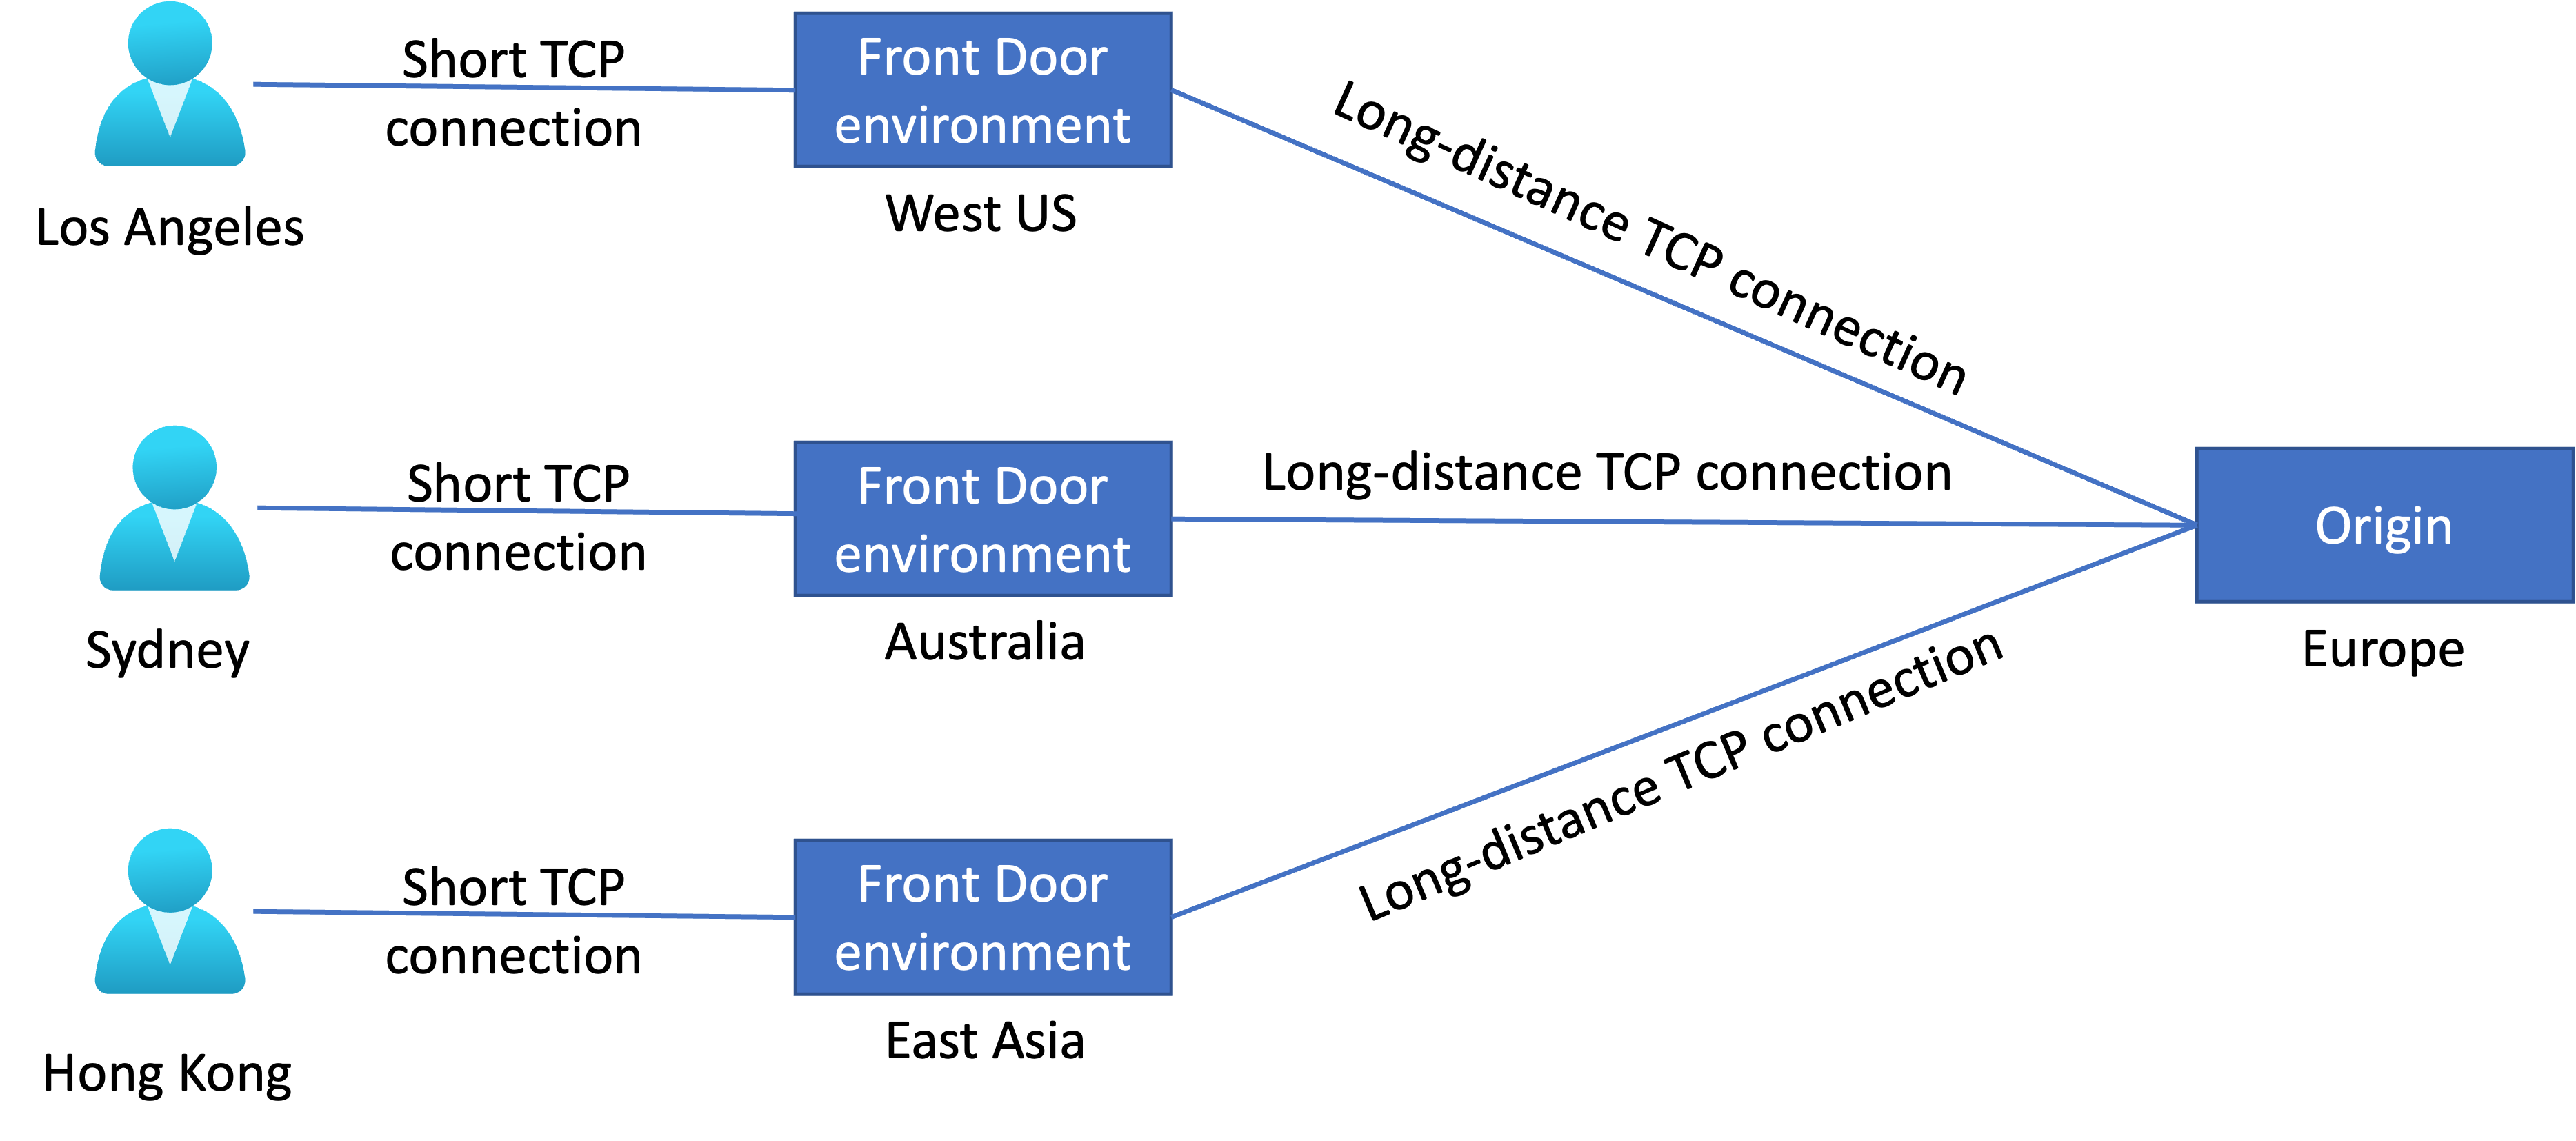 Short TCP
connection
Front Door
environment
Los Angeles
West US
Long-distance TCP connection
Short TCP
connection
Front Door
environment
Sydney
Australia
Long-distance TCP connection
Origin
Europe
Short TCP
connection
Front Door
environment
Hong Kong
East Asia
Long-distance TCP connection